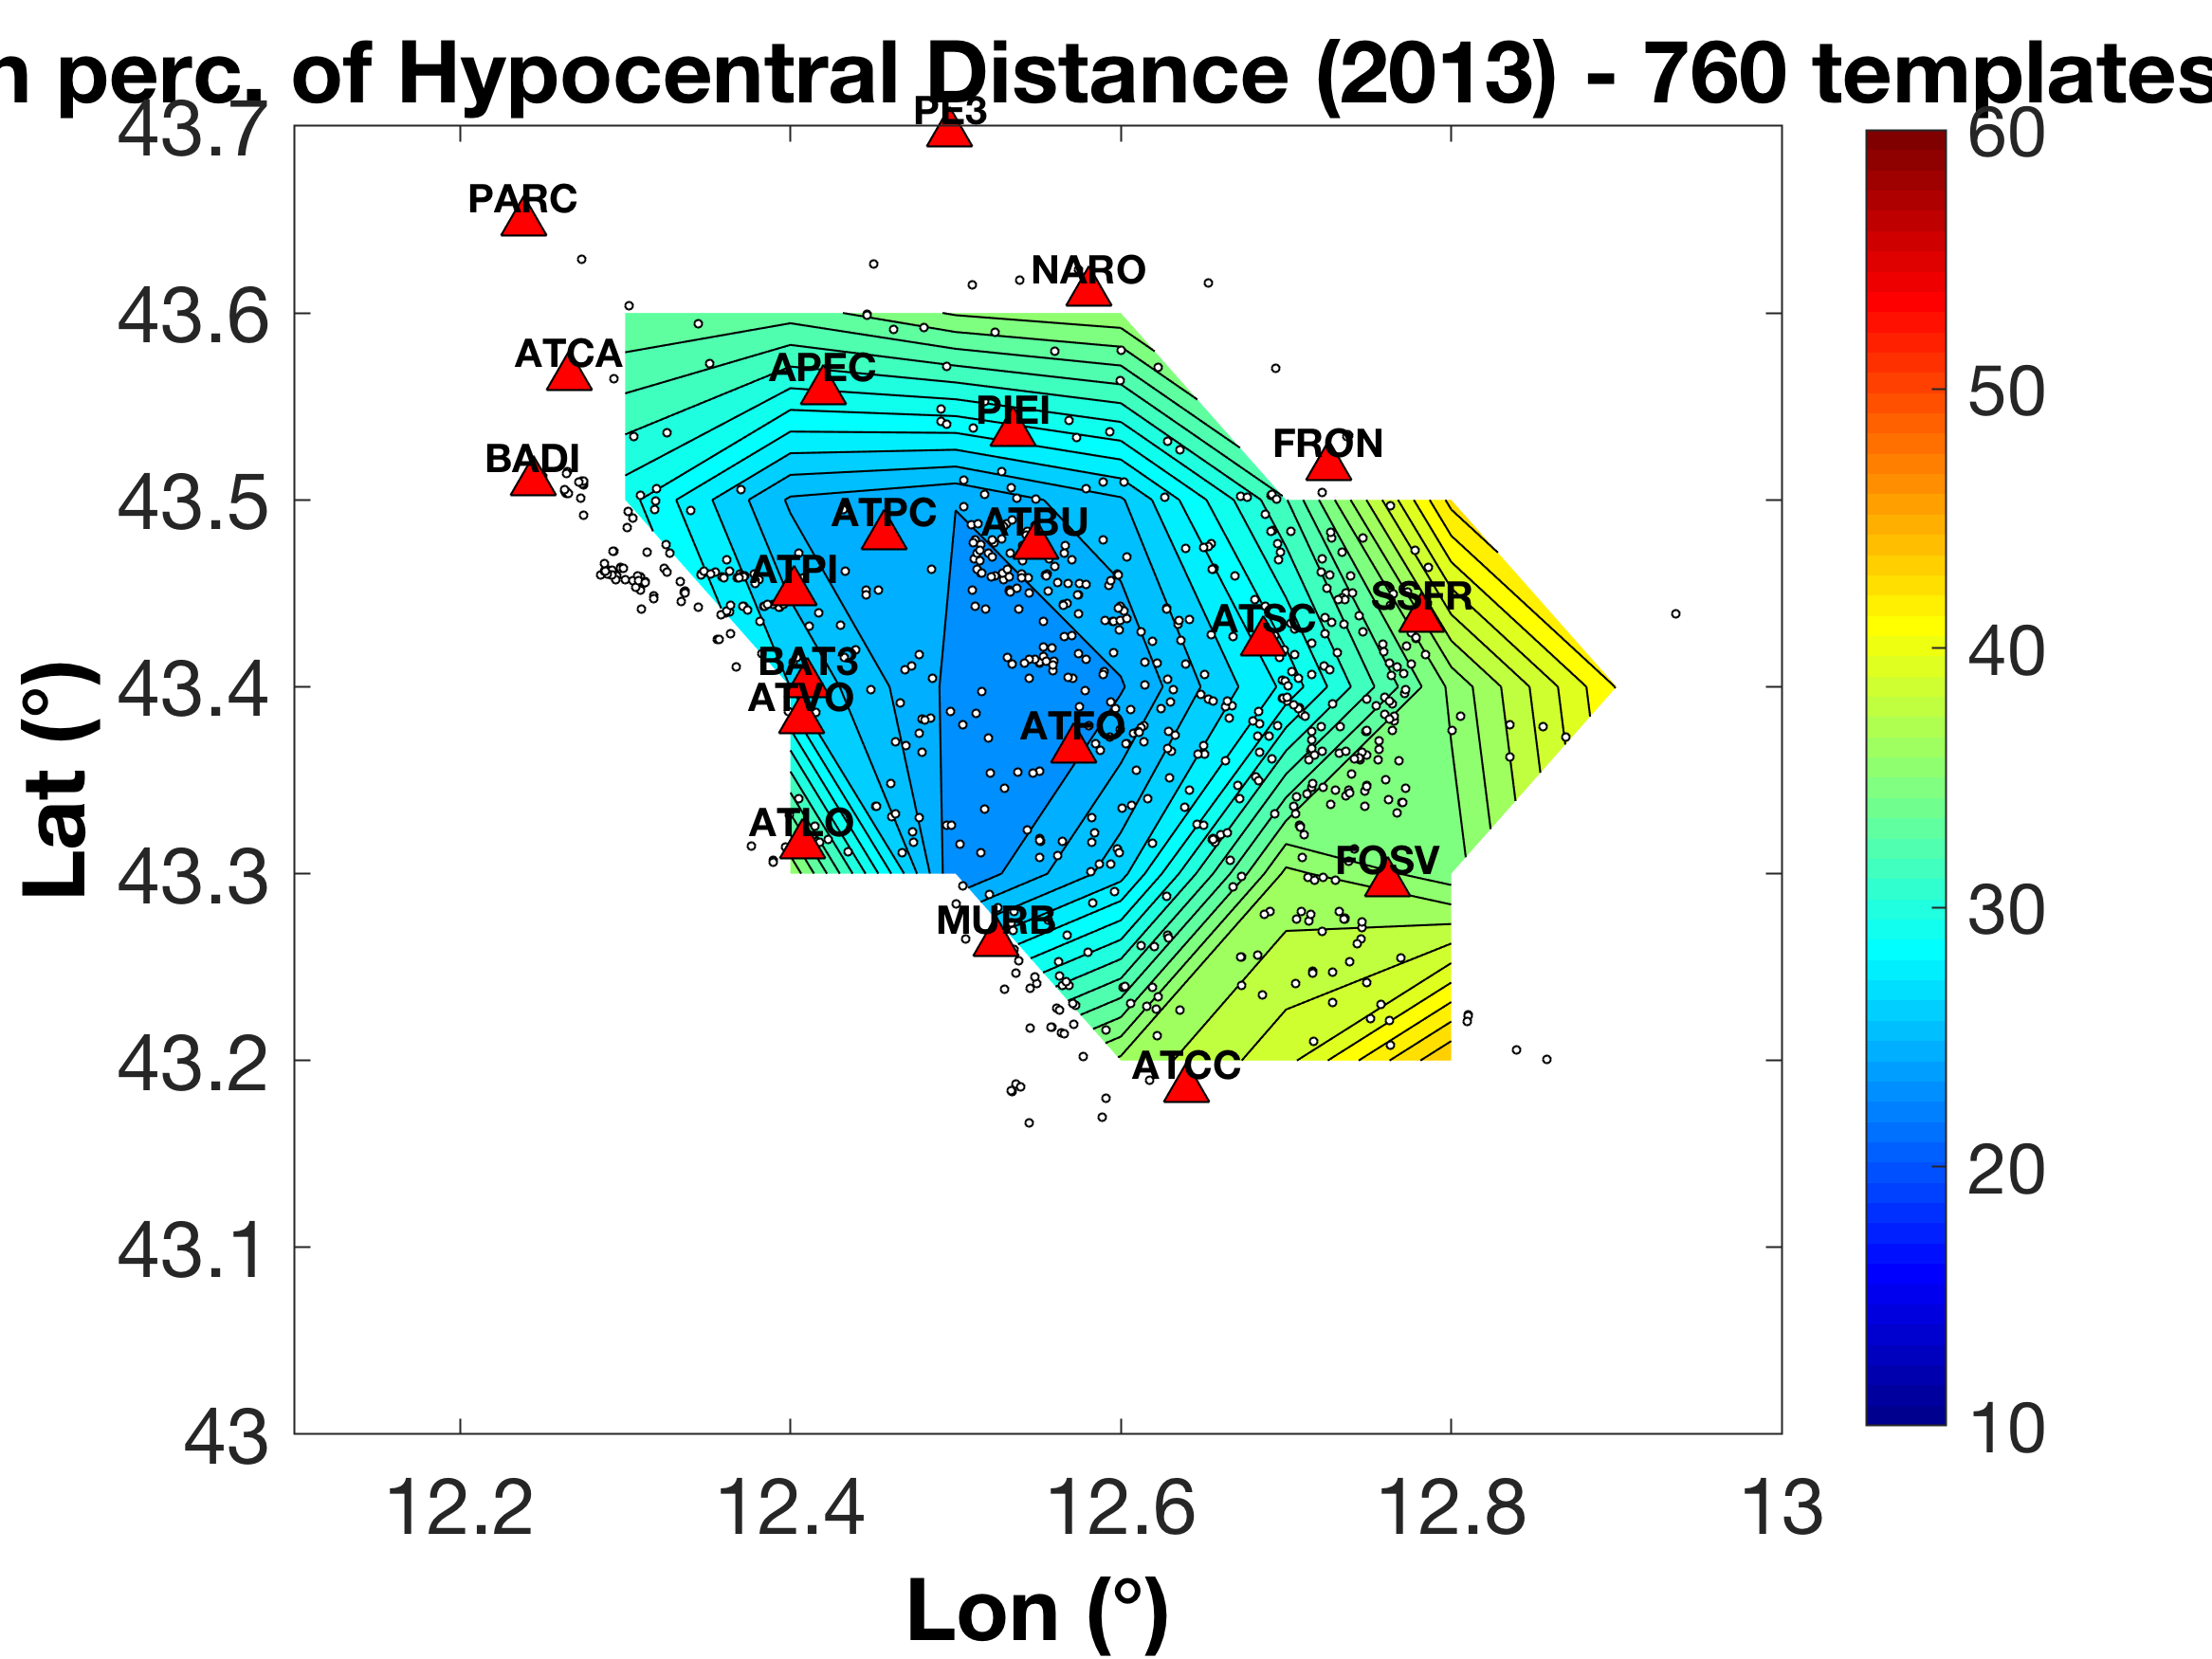 perc. of Hypocentral Distance (2013) - 760 templates
PE3
43.7
60
PARC
NARO
43.6
ATCA
APEC
50
PIEI
FRON
BADI
43.5
ATPC
ATBU
ATPI
SSFR
ATSC
40
BAT3
43.4
ATVO
ATFO
Lat (°)
ATLO
FOSV
43.3
30
MURB
43.2
ATCC
20
43.1
43
10
12.2
12.4
12.6
12.8
13
Lon (°)